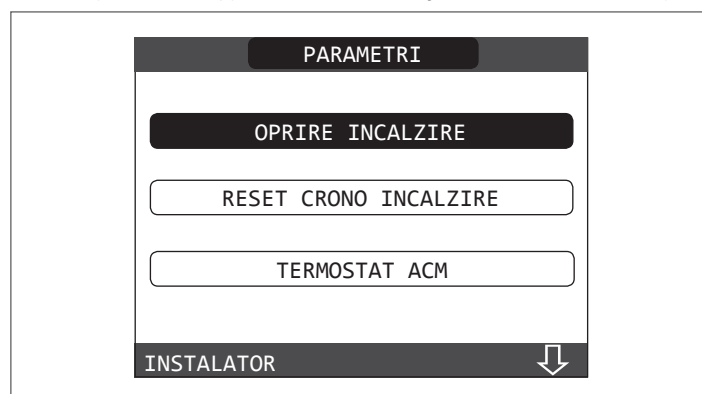 PARAMETRI
OPRIRE INCALZIRE
RESET CRONO INCALZIRE
TERMOSTAT ACM
INSTALATOR